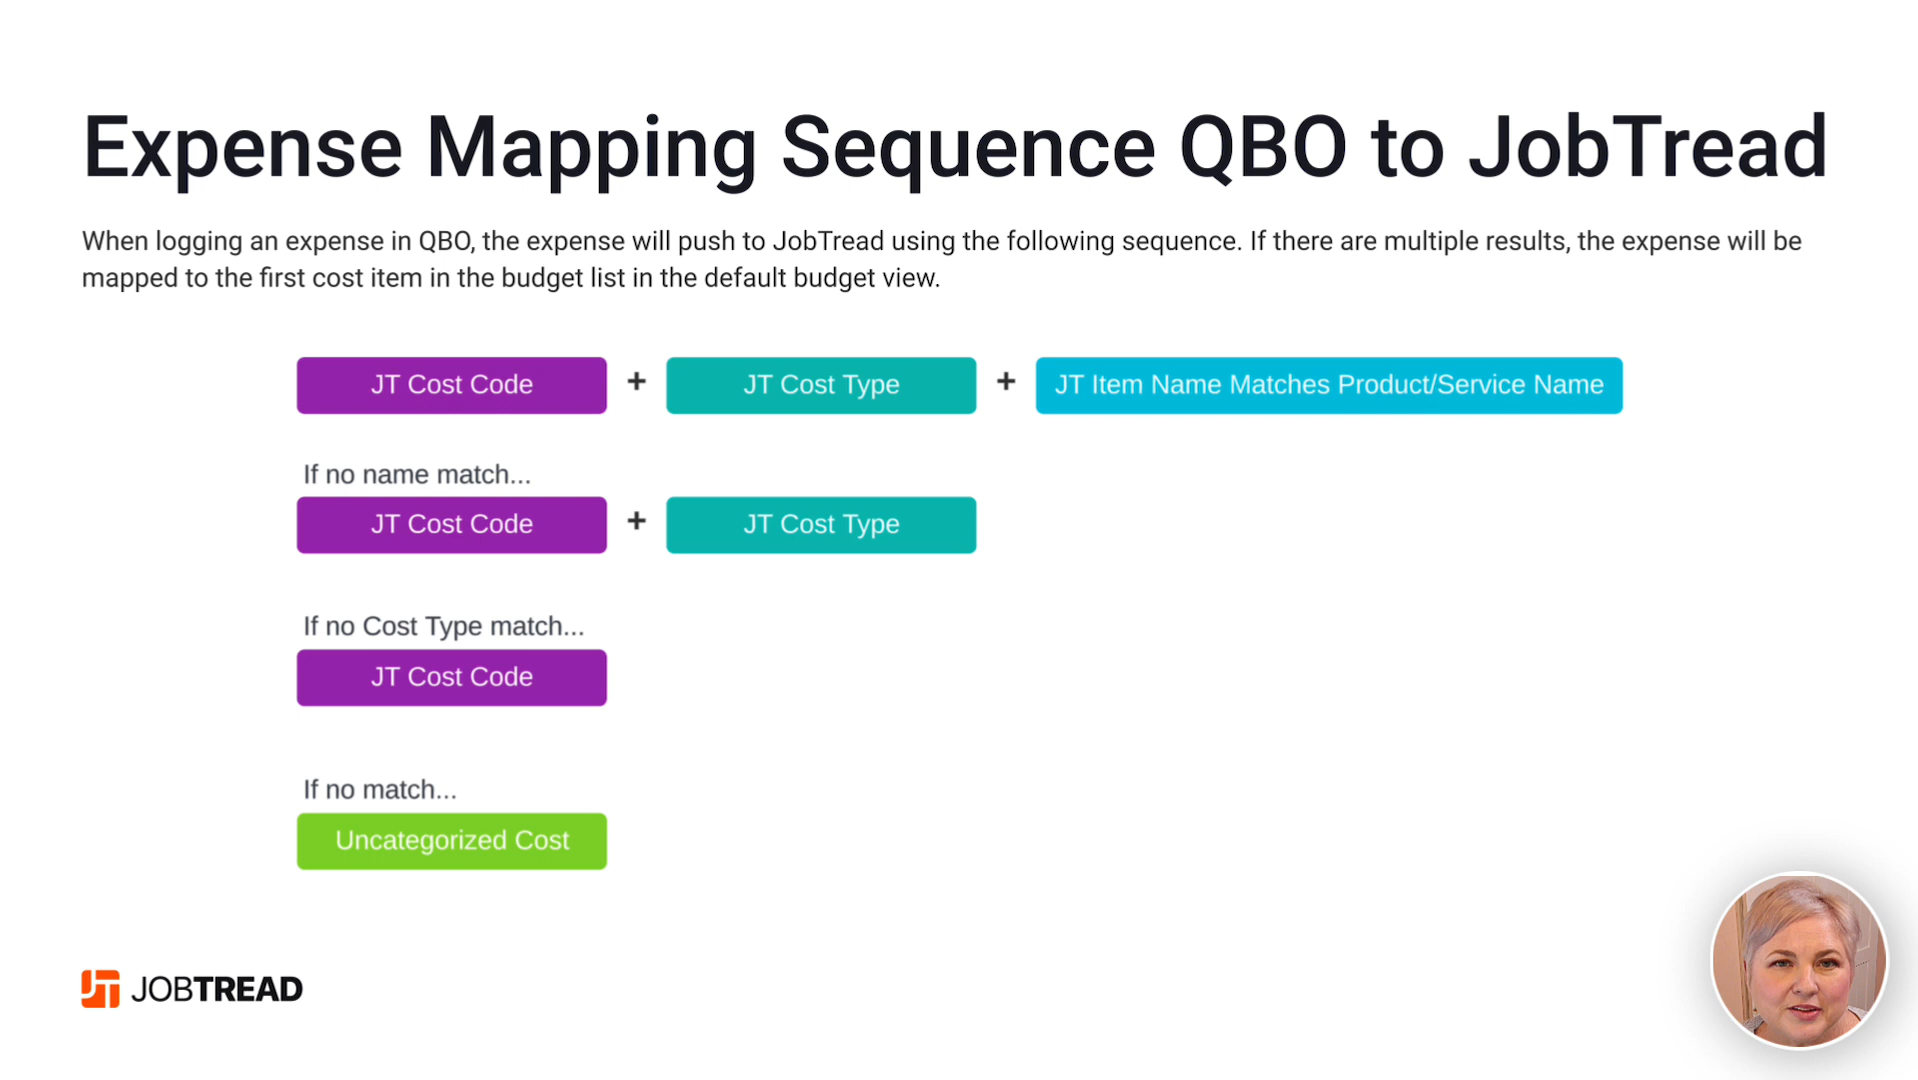 Expense Mapping Sequence QBO to JobTread
When logging an expense in QBO, the expense will push to JobTread using the following sequence. If there are multiple results, the expense will be
mapped to the first cost item in the budget list in the default budget view.
JT Cost Code + JT Cost Type + JT Item Name Matches Product/Service Name
If no name match...
JT Cost Code + JT Cost Type
If no Cost Type match...
JT Cost Code
If no match...
Uncategorized Cost
JT JOBTREAD